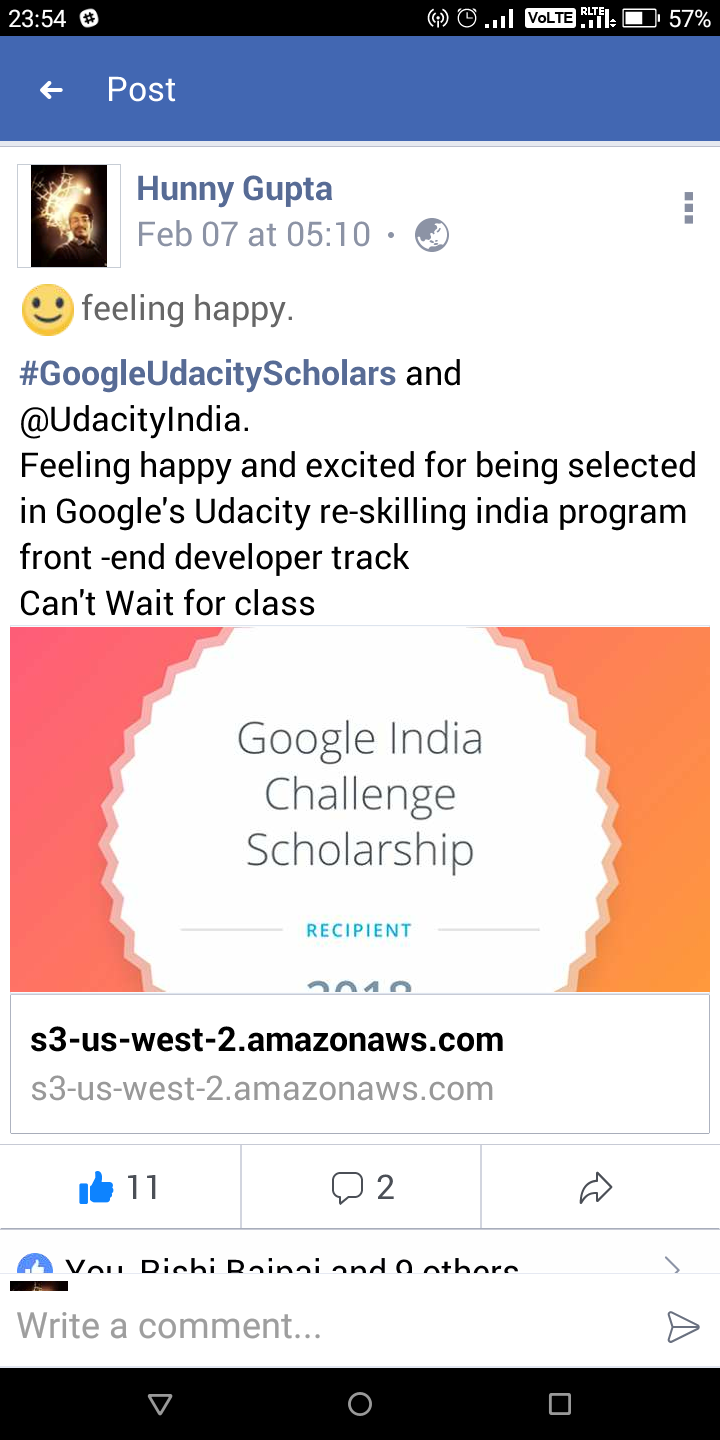 23:54 VoLTE RLTE 57%
Post
Hunny Gupta
Feb 07 at 05:10 •
feeling happy.
#GoogleUdacityScholars and
@UdacityIndia.
Feeling happy and excited for being selected
in Google's Udacity re-skilling india program
front -end developer track
Can't Wait for class
Google India
Challenge
Scholarship
RECIPIENT
2018
s3-us-west-2.amazonaws.com
s3-us-west-2.amazonaws.com
11 2
You, Rishi Bajpai and 9 others
Write a comment...